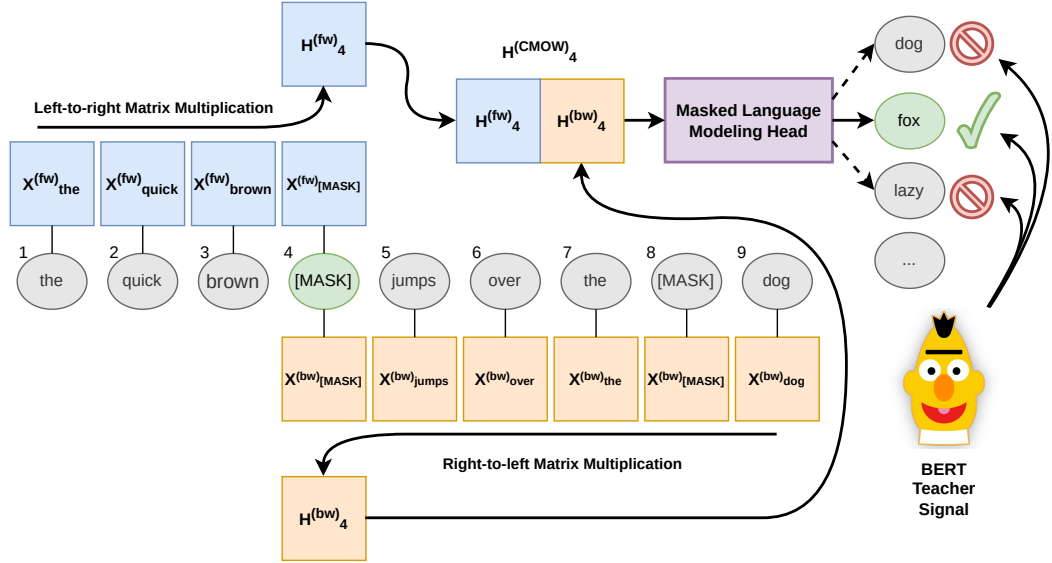 H(fw)4
H(CMOW)4
Left-to-right Matrix Multiplication
H(fw)4 H(bw)4
Masked Language
Modeling Head
dog
fox
lazy
...
X(fw)the X(fw)quick X(fw)brown X(fw)[MASK]
1 2 3 4 5 6 7 8 9
the quick brown [MASK] jumps over the [MASK] dog
X(bw)[MASK] X(bw)jumps X(bw)over X(bw)the X(bw)[MASK] X(bw)dog
Right-to-left Matrix Multiplication
H(bw)4
BERT
Teacher
Signal